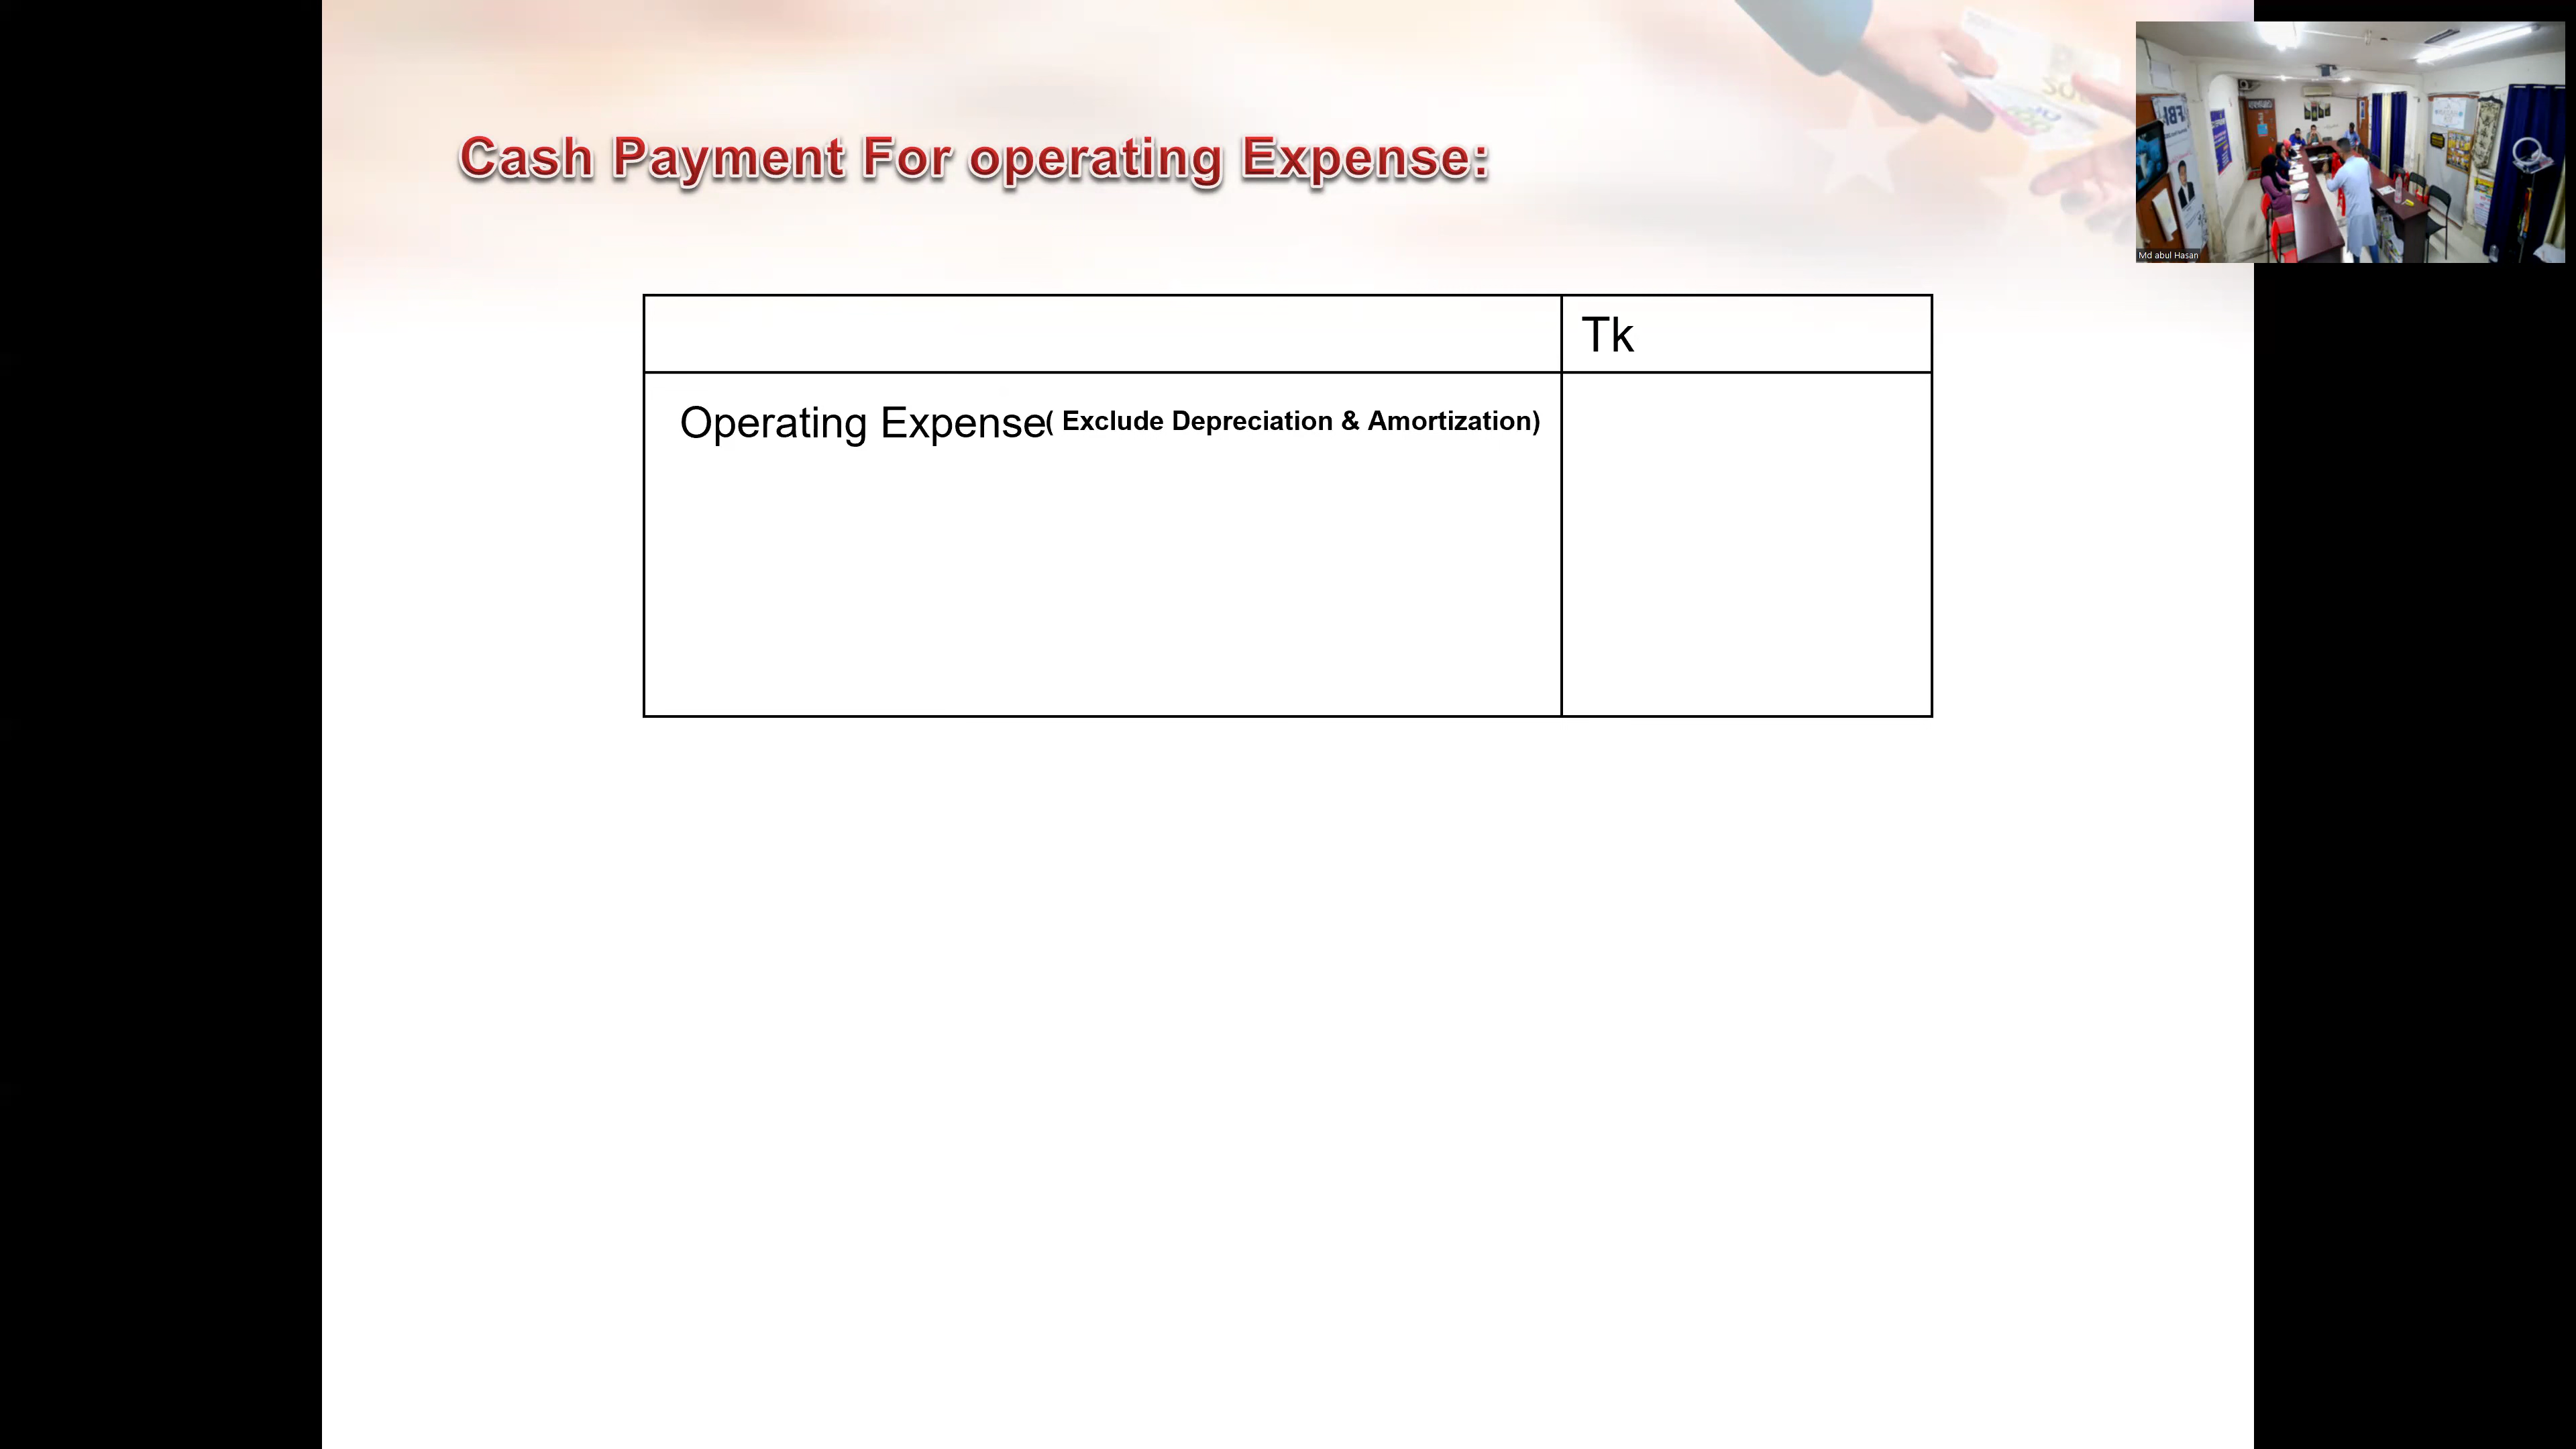 Cash Payment For operating Expense:
Tk
Operating Expense( Exclude Depreciation & Amortization)
Md abul Hasan